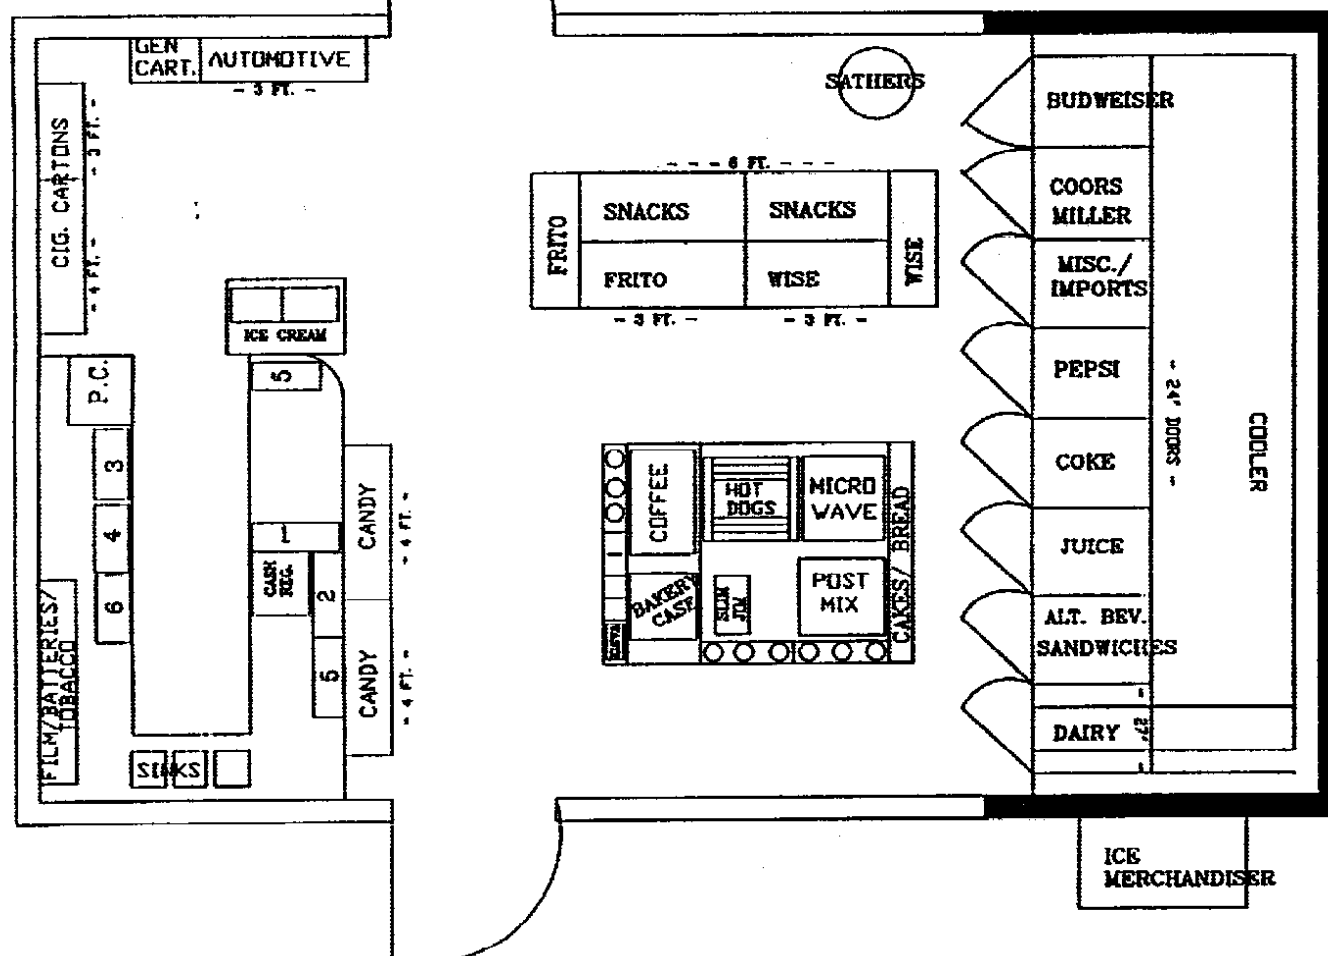 GEN
CART.
AUTOMOTIVE
- 3 FT. -
SATHERS
BUDWEISER
CIG. CARTONS
- 3 FT. -
- 4 FT. -
- - - 6 FT. - - -
FRITO
SNACKS
SNACKS
WISE
FRITO
WISE
- 3 FT. -
- 3 FT. -
COORS
MILLER
MISC./
IMPORTS
ICE CREAM
P.C.
5
PEPSI
- 24' DOORS -
COOLER
3
4
6
1
CASH
REG.
2
5
CANDY
- 4 FT. -
CANDY
- 4 FT. -
COFFEE
HOT
DOGS
MICRO
WAVE
CAKES/ BREAD
BAKERY
CASE
SLIM
JIM
POST
MIX
COKE
JUICE
ALT. BEV.
SANDWICHES
DAIRY
- 27' -
FILM/BATTERIES/
TOBACCO
SINKS
ICE
MERCHANDISER